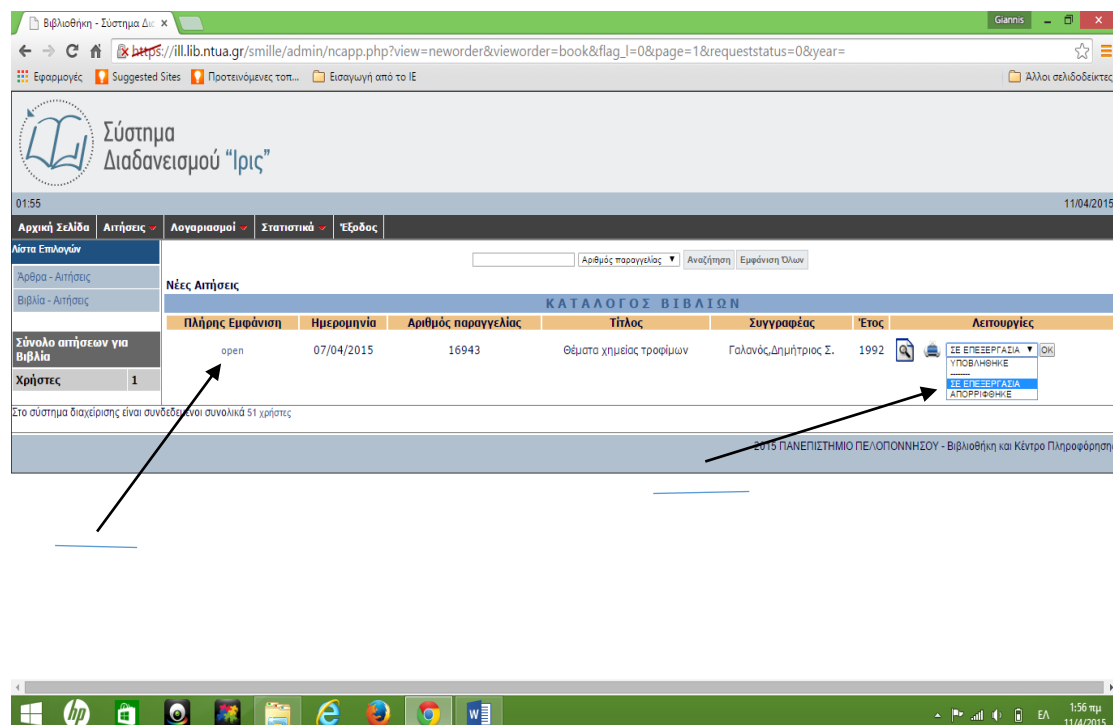 Βιβλιοθήκη - Σύστημα Δις ×
Giannis
https://ill.lib.ntua.gr/smille/admin/ncapp.php?view=neworder&vieworder=book&flag_l=0&page=1&requeststatus=0&year=
Εφαρμογές Suggested Sites Προτεινόμενες τοπ... Εισαγωγή από το IE Άλλοι σελιδοδείκτες
Σύστημα
Διαδανεισμού “Ιρις”
01:55 11/04/2015
Αρχική Σελίδα Αιτήσεις Λογαριασμοί Στατιστικά Έξοδος
Λίστα Επιλογών
Άρθρα - Αιτήσεις
Βιβλία - Αιτήσεις
Σύνολο αιτήσεων για
Βιβλία
Χρήστες 1
Αριθμός παραγγελίας ▼ Αναζήτηση Εμφάνιση Όλων
Νέες Αιτήσεις
ΚΑΤΑΛΟΓΟΣ ΒΙΒΛΙΩΝ
Πλήρης Εμφάνιση Ημερομηνία Αριθμός παραγγελίας Τίτλος Συγγραφέας Έτος Λειτουργίες
open 07/04/2015 16943 Θέματα χημείας τροφίμων Γαλανός,Δημήτριος Σ. 1992 ΣΕ ΕΠΕΞΕΡΓΑΣΙΑ ▼ OK
ΥΠΟΒΛΗΘΗΚΕ
--------
ΣΕ ΕΠΕΞΕΡΓΑΣΙΑ
ΑΠΟΡΡΙΦΘΗΚΕ
Στο σύστημα διαχείρισης είναι συνδεδεμένοι συνολικά 51 χρήστες
2015 ΠΑΝΕΠΙΣΤΗΜΙΟ ΠΕΛΟΠΟΝΝΗΣΟΥ - Βιβλιοθήκη και Κέντρο Πληροφόρηση
hp
ΕΛ
1:56 πμ
11/4/2015